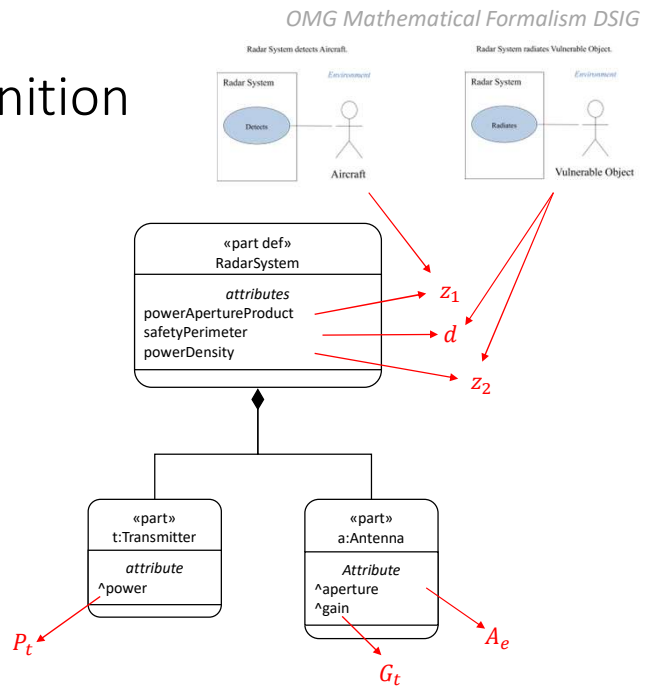 OMG Mathematical Formalism DSIG
nition
Radar System detects Aircraft.
Radar System
Environment
Detects
Aircraft
Radar System radiates Vulnerable Object.
Radar System
Environment
Radiates
Vulnerable Object
«part def»
RadarSystem
attributes
powerApertureProduct
safetyPerimeter
powerDensity
z₁
d
z₂
«part»
t:Transmitter
attribute
^power
«part»
a:Antenna
Attribute
^aperture
^gain
Pₜ
Aₑ
Gₜ